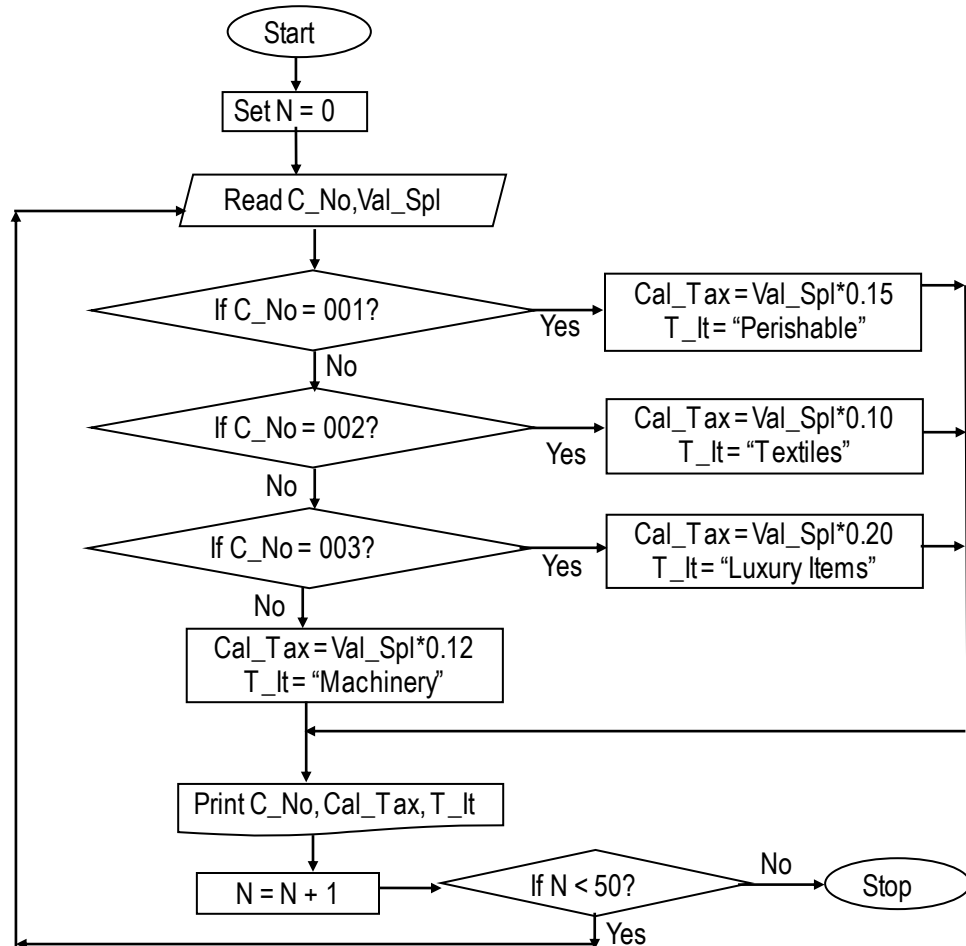 Start
Set N = 0
Read C_No,Val_Spl
If C_No = 001?
Yes
Cal_Tax = Val_Spl*0.15
T_It = “Perishable”
No
If C_No = 002?
Yes
Cal_Tax = Val_Spl*0.10
T_It = “Textiles”
No
If C_No = 003?
Yes
Cal_Tax = Val_Spl*0.20
T_It = “Luxury Items”
No
Cal_Tax = Val_Spl*0.12
T_It = “Machinery”
Print C_No, Cal_Tax, T_It
N = N + 1
If N < 50?
No
Stop
Yes